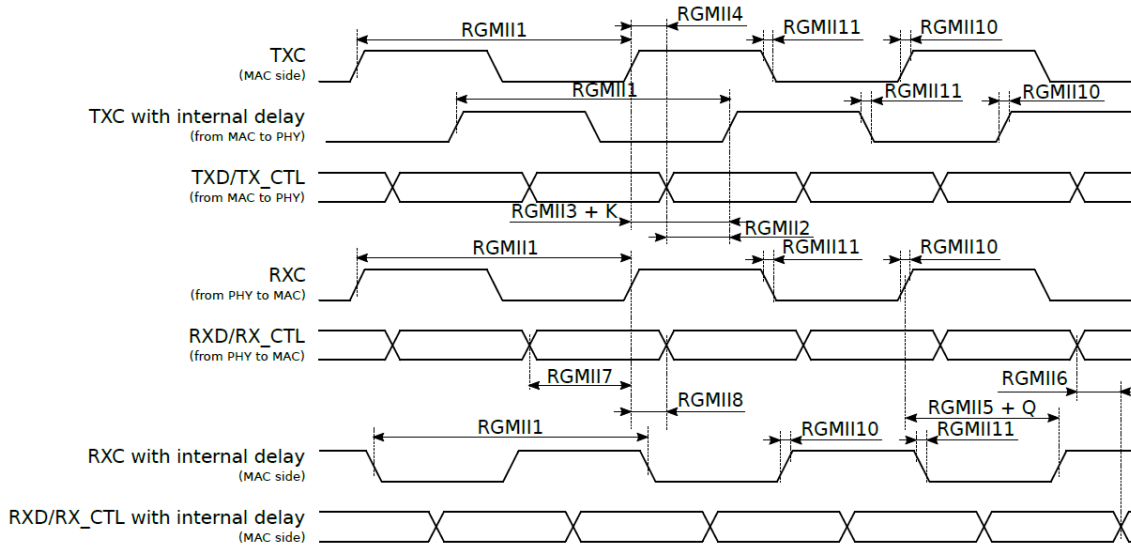 RGMII4
RGMII1 RGMII11 RGMII10
TXC
(MAC side)
RGMII1 RGMII11 RGMII10
TXC with internal delay
(from MAC to PHY)
TXD/TX_CTL
(from MAC to PHY)
RGMII3 + K
RGMII2
RGMII1 RGMII11 RGMII10
RXC
(from PHY to MAC)
RXD/RX_CTL
(from PHY to MAC)
RGMII7 RGMII6
RGMII8 RGMII5 + Q
RGMII1 RGMII10 RGMII11
RXC with internal delay
(MAC side)
RXD/RX_CTL with internal delay
(MAC side)